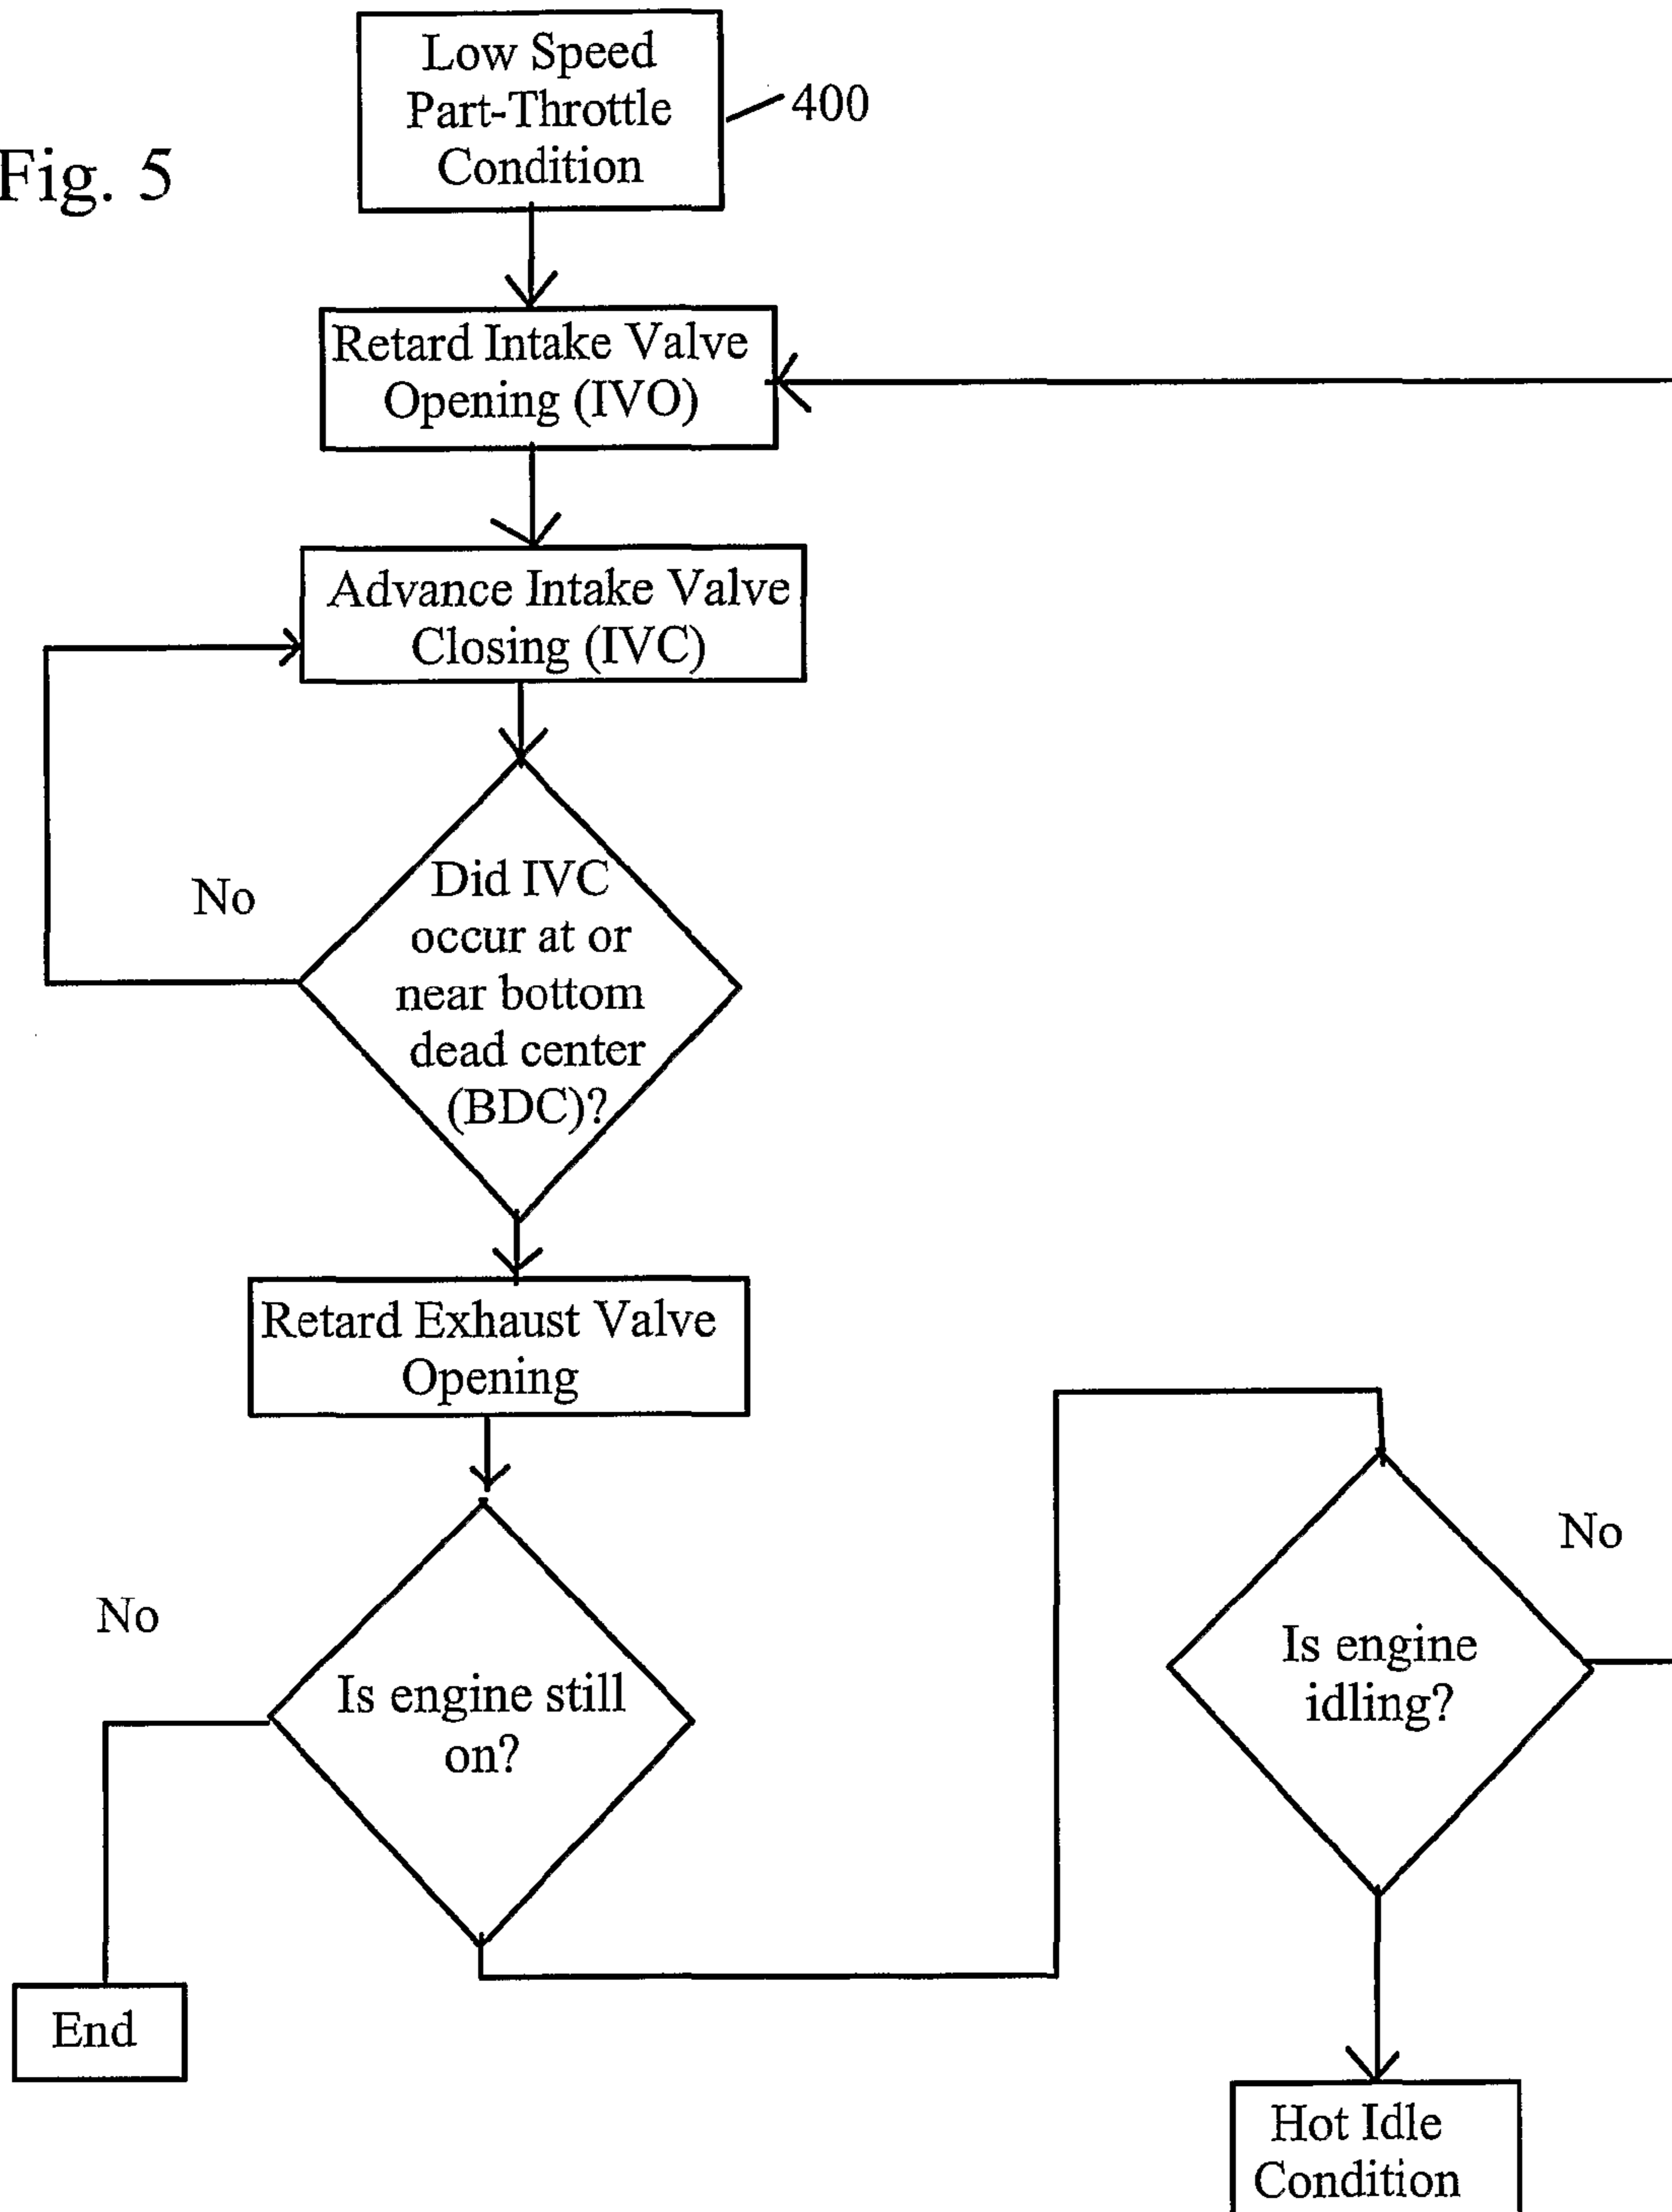 Fig. 5
Low Speed
Part-Throttle
Condition
400
Retard Intake Valve
Opening (IVO)
Advance Intake Valve
Closing (IVC)
No
Did IVC
occur at or
near bottom
dead center
(BDC)?
Retard Exhaust Valve
Opening
No
Is engine still
on?
End
No
Is engine
idling?
Hot Idle
Condition